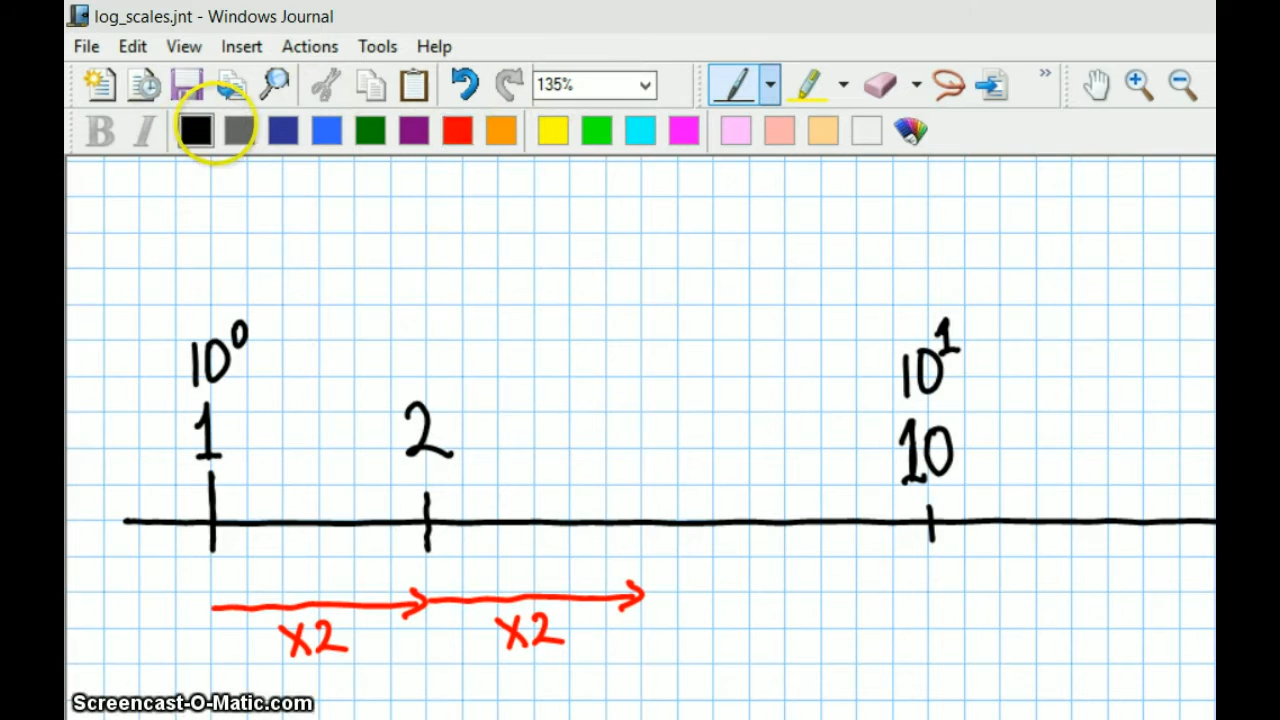 log_scales.jnt - Windows Journal
File Edit View Insert Actions Tools Help
135%
B I
10⁰
10¹
1 2 10
X2 X2
Screencast-O-Matic.com